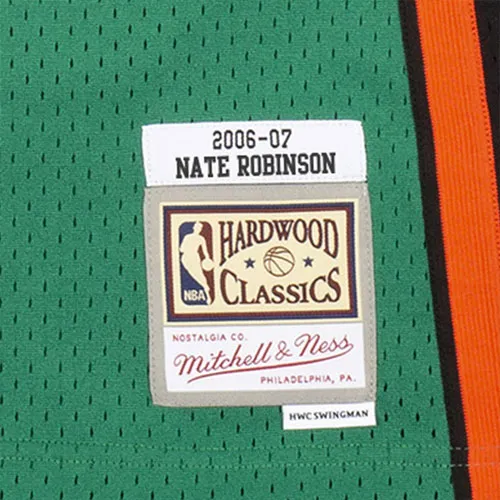 2006-07
NATE ROBINSON
HARDWOOD
NBA
CLASSICS
NOSTALGIA CO.
Mitchell & Ness
PHILADELPHIA, PA.
HWC SWINGMAN